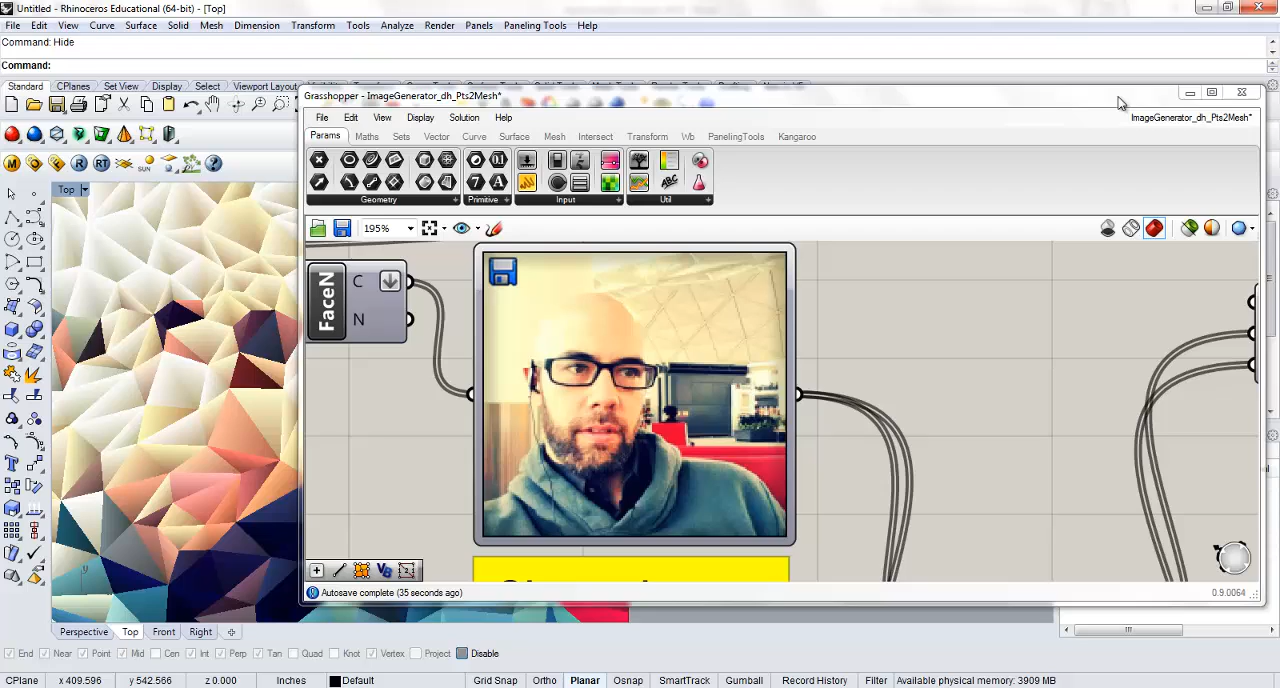 Untitled - Rhinoceros Educational (64-bit) - [Top]
File Edit View Curve Surface Solid Mesh Dimension Transform Tools Analyze Render Panels Paneling Tools Help
Command: Hide
Command:
Standard CPlanes Set View Display Select Viewport Layout
Grasshopper - ImageGenerator_dh_Pts2Mesh*
File Edit View Display Solution Help
ImageGenerator_dh_Pts2Mesh*
Params Maths Sets Vector Curve Surface Mesh Intersect Transform Wb PanelingTools Kangaroo
Geometry Primitive Input Util
195%
Top
FaceN
C
N
Autosave complete (35 seconds ago)
0.9.0064
Perspective Top Front Right
End Near Point Mid Cen Int Perp Tan Quad Knot Vertex Project Disable
CPlane x 409.596 y 542.566 z 0.000 Inches Default Grid Snap Ortho Planar Osnap SmartTrack Gumball Record History Filter Available physical memory: 3909 MB